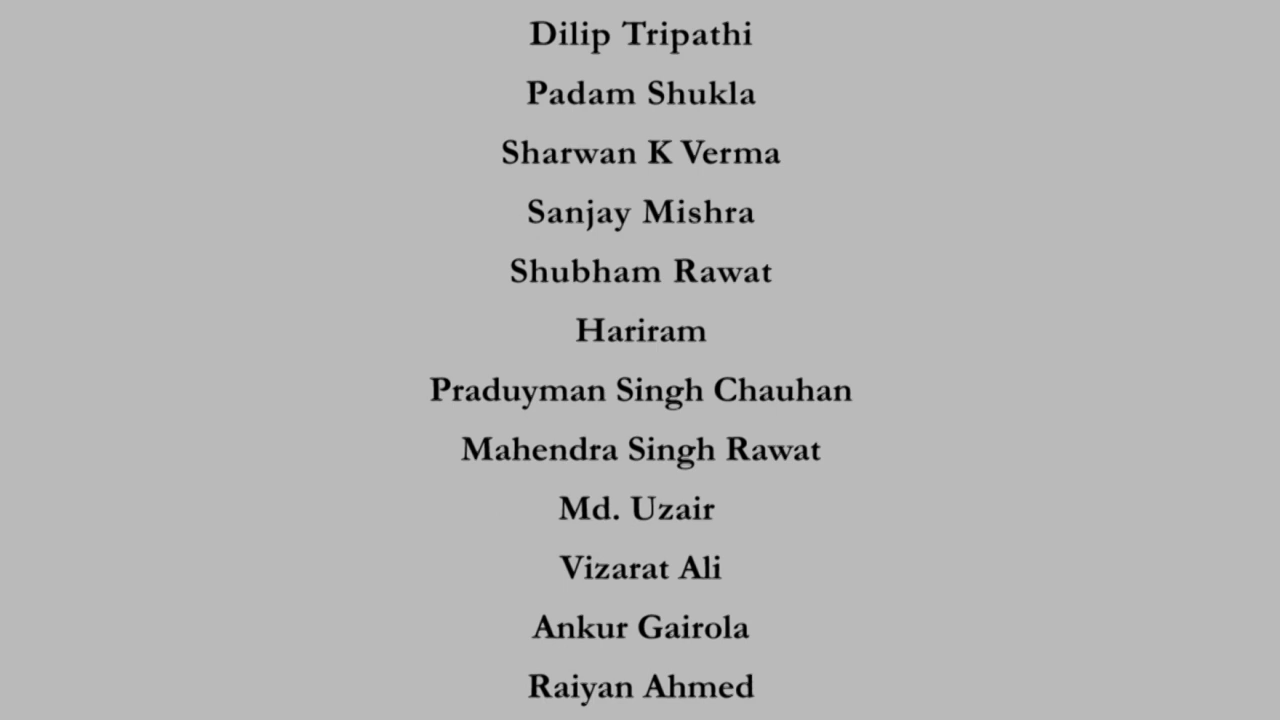 Dilip Tripathi
Padam Shukla
Sharwan K Verma
Sanjay Mishra
Shubham Rawat
Hariram
Praduyman Singh Chauhan
Mahendra Singh Rawat
Md. Uzair
Vizarat Ali
Ankur Gairola
Raiyan Ahmed